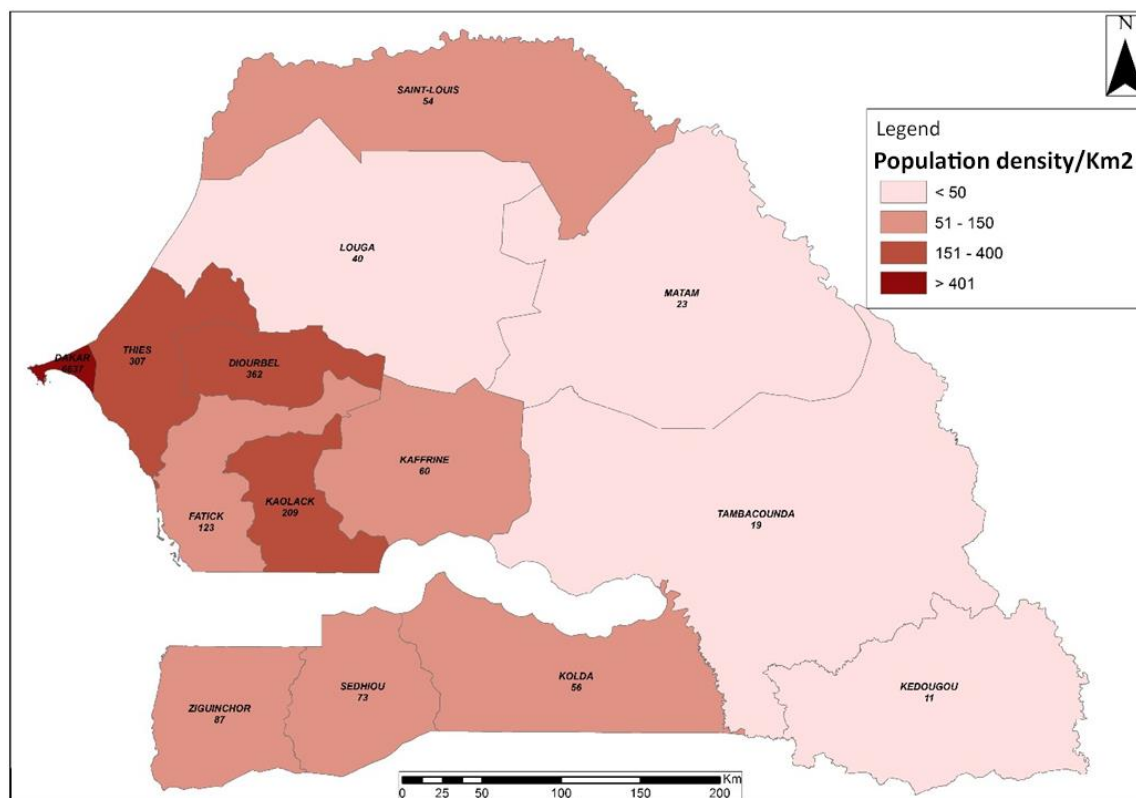 N
SAINT-LOUIS
54
Legend
Population density/Km2
< 50
51 - 150
151 - 400
> 401
LOUGA
40
MATAM
23
DAKAR
6637
THIES
307
DIOURBEL
362
KAFFRINE
60
KAOLACK
209
FATICK
123
TAMBACOUNDA
19
ZIGUINCHOR
87
SEDHIOU
73
KOLDA
56
KEDOUGOU
11
Km
0 25 50 100 150 200